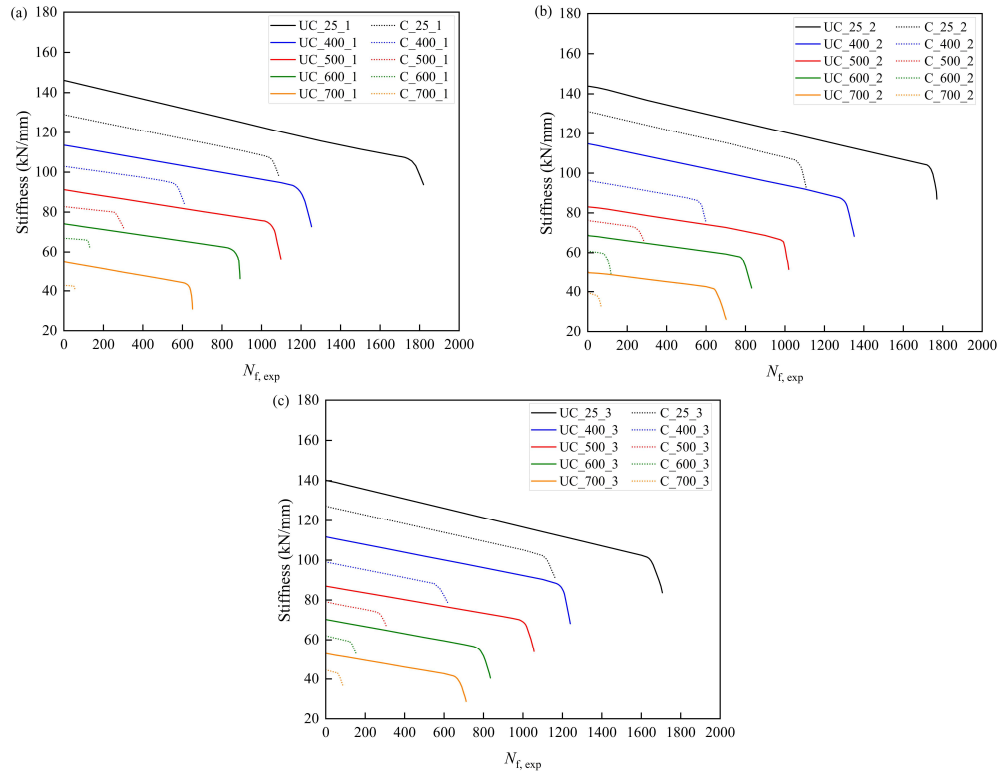 (a)
UC_25_1 C_25_1
UC_400_1 C_400_1
UC_500_1 C_500_1
UC_600_1 C_600_1
UC_700_1 C_700_1
180
160
140
120
100
80
60
40
20
Stiffness (kN/mm)
0 200 400 600 800 1000 1200 1400 1600 1800 2000
N_f, exp
(b)
UC_25_2 C_25_2
UC_400_2 C_400_2
UC_500_2 C_500_2
UC_600_2 C_600_2
UC_700_2 C_700_2
180
160
140
120
100
80
60
40
20
Stiffness (kN/mm)
0 200 400 600 800 1000 1200 1400 1600 1800 2000
N_f, exp
(c)
UC_25_3 C_25_3
UC_400_3 C_400_3
UC_500_3 C_500_3
UC_600_3 C_600_3
UC_700_3 C_700_3
180
160
140
120
100
80
60
40
20
Stiffness (kN/mm)
0 200 400 600 800 1000 1200 1400 1600 1800 2000
N_f, exp